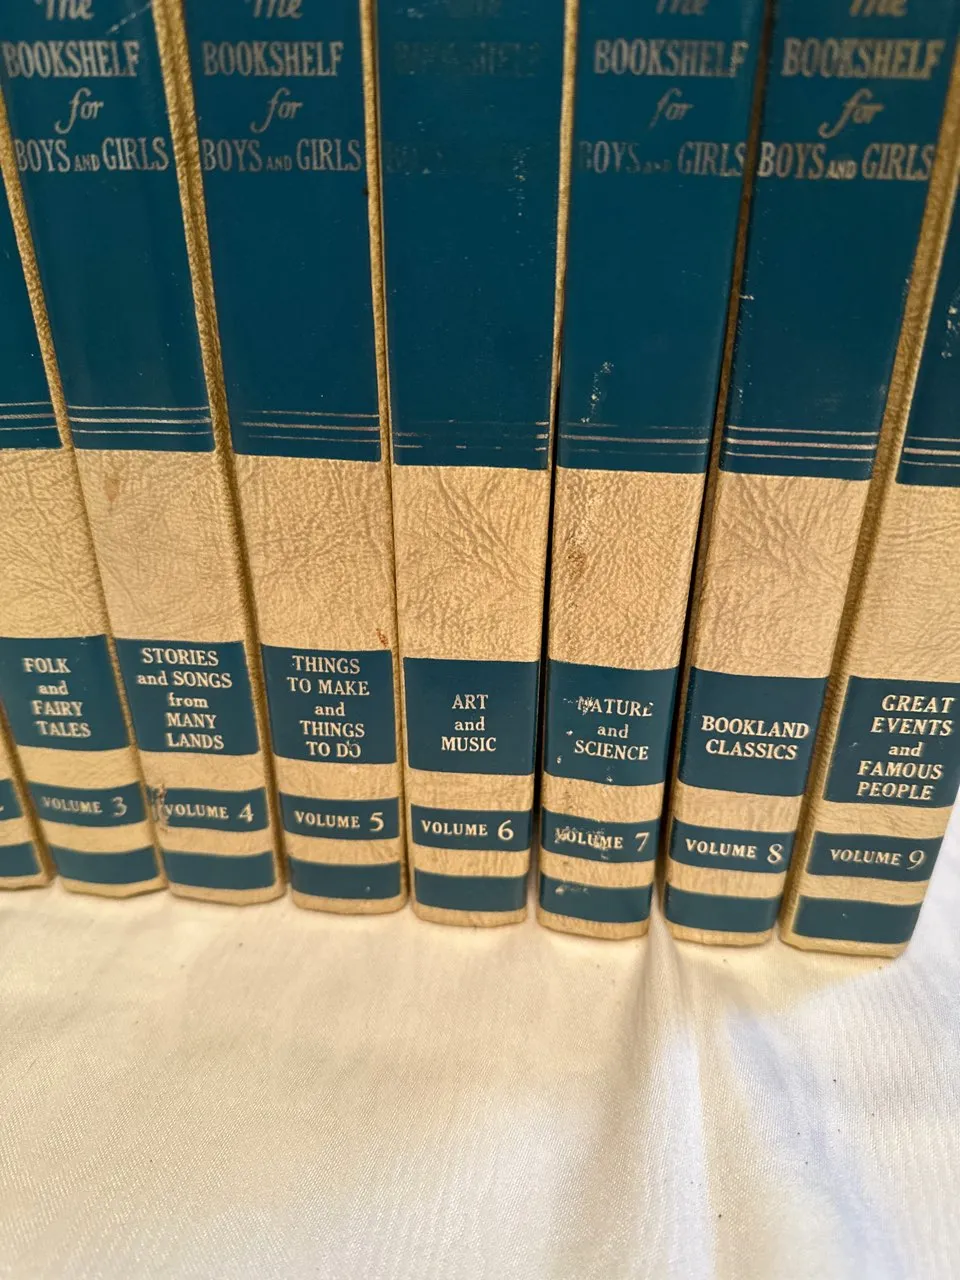 The
BOOKSHELF
for
BOYS AND GIRLS
FOLK
and
FAIRY
TALES
VOLUME 3
The
BOOKSHELF
for
BOYS AND GIRLS
STORIES
and SONGS
from
MANY
LANDS
VOLUME 4
THINGS
TO MAKE
and
THINGS
TO DO
VOLUME 5
The
BOOKSHELF
for
BOYS AND GIRLS
ART
and
MUSIC
VOLUME 6
NATURE
and
SCIENCE
VOLUME 7
The
BOOKSHELF
for
BOYS AND GIRLS
BOOKLAND
CLASSICS
VOLUME 8
GREAT
EVENTS
and
FAMOUS
PEOPLE
VOLUME 9